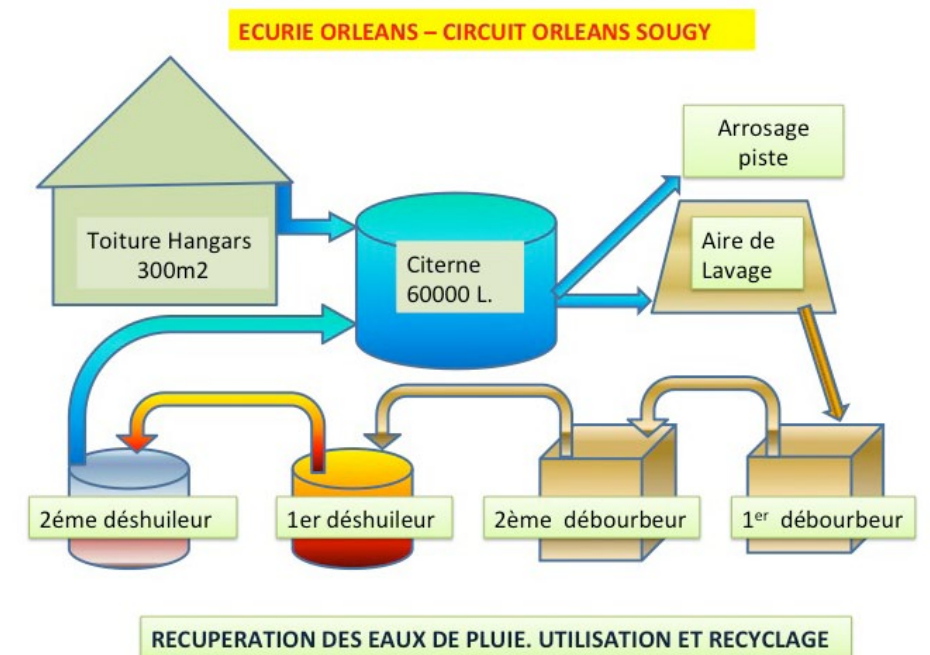 ECURIE ORLEANS – CIRCUIT ORLEANS SOUGY
Arrosage
piste
Toiture Hangars
300m2
Citerne
60000 L.
Aire de
Lavage
2éme déshuileur
1er déshuileur
2ème débourbeur
1er débourbeur
RECUPERATION DES EAUX DE PLUIE. UTILISATION ET RECYCLAGE